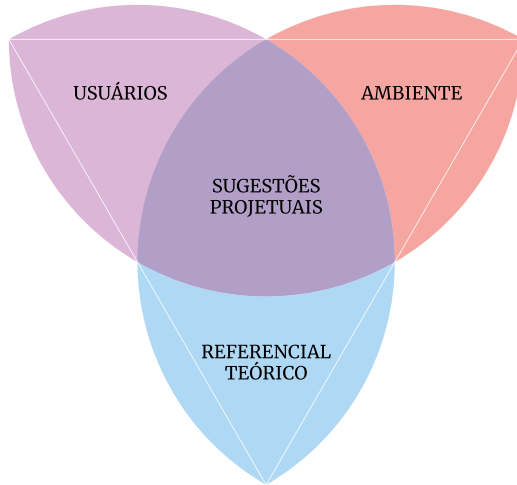 USUÁRIOS
AMBIENTE
SUGESTÕES
PROJETUAIS
REFERENCIAL
TEÓRICO